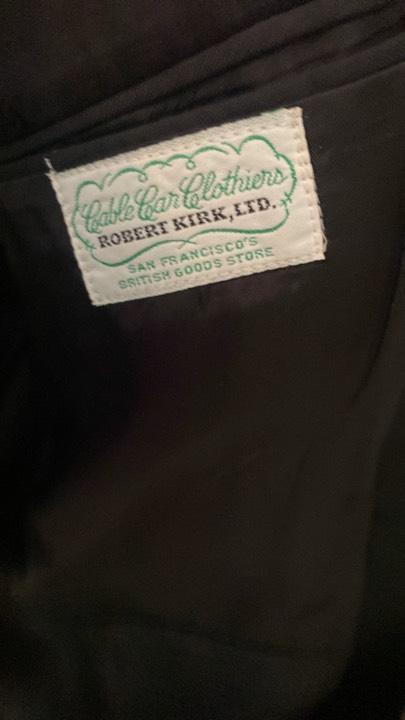 Cable Car Clothiers
ROBERT KIRK, LTD.
SAN FRANCISCO'S
BRITISH GOODS STORE